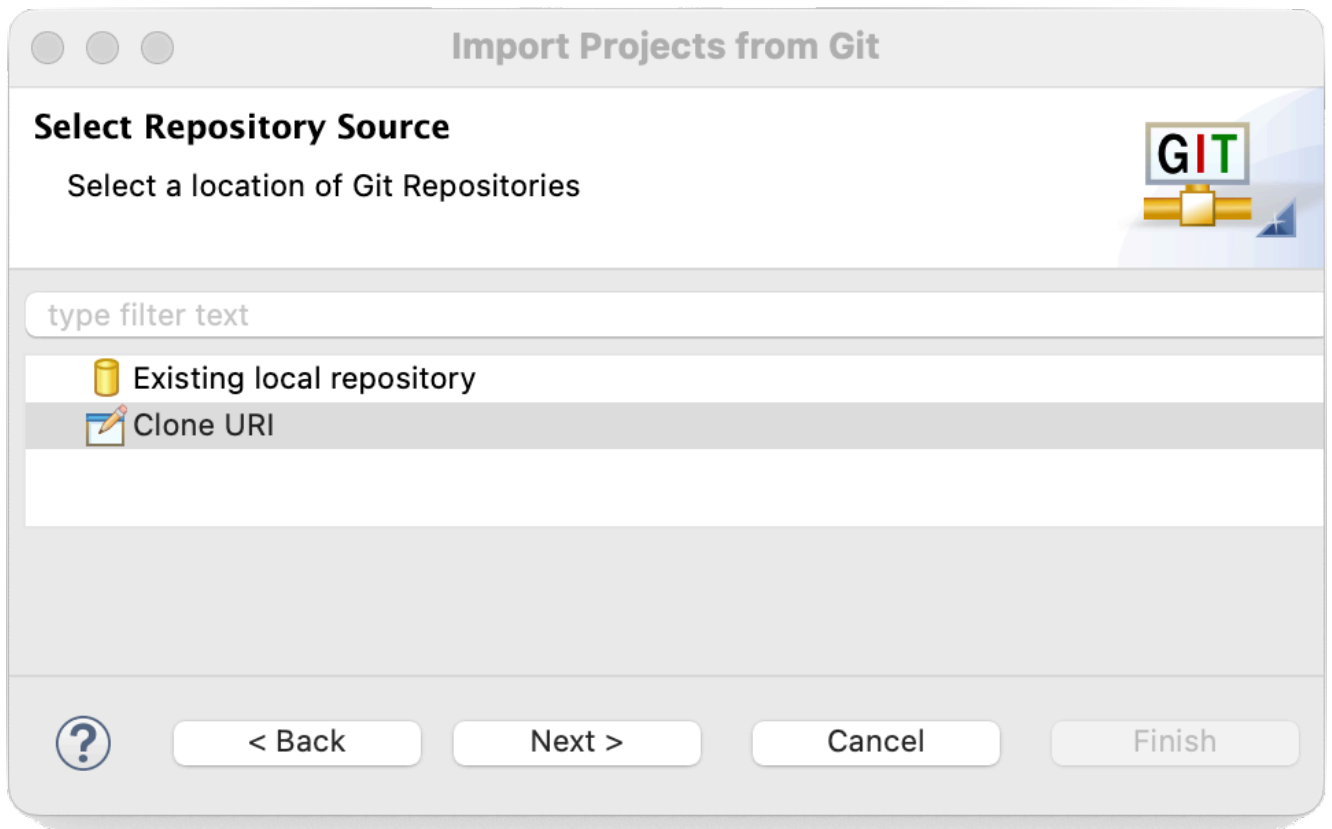 Import Projects from Git
Select Repository Source
Select a location of Git Repositories
GIT
type filter text
Existing local repository
Clone URI
?
< Back
Next >
Cancel
Finish